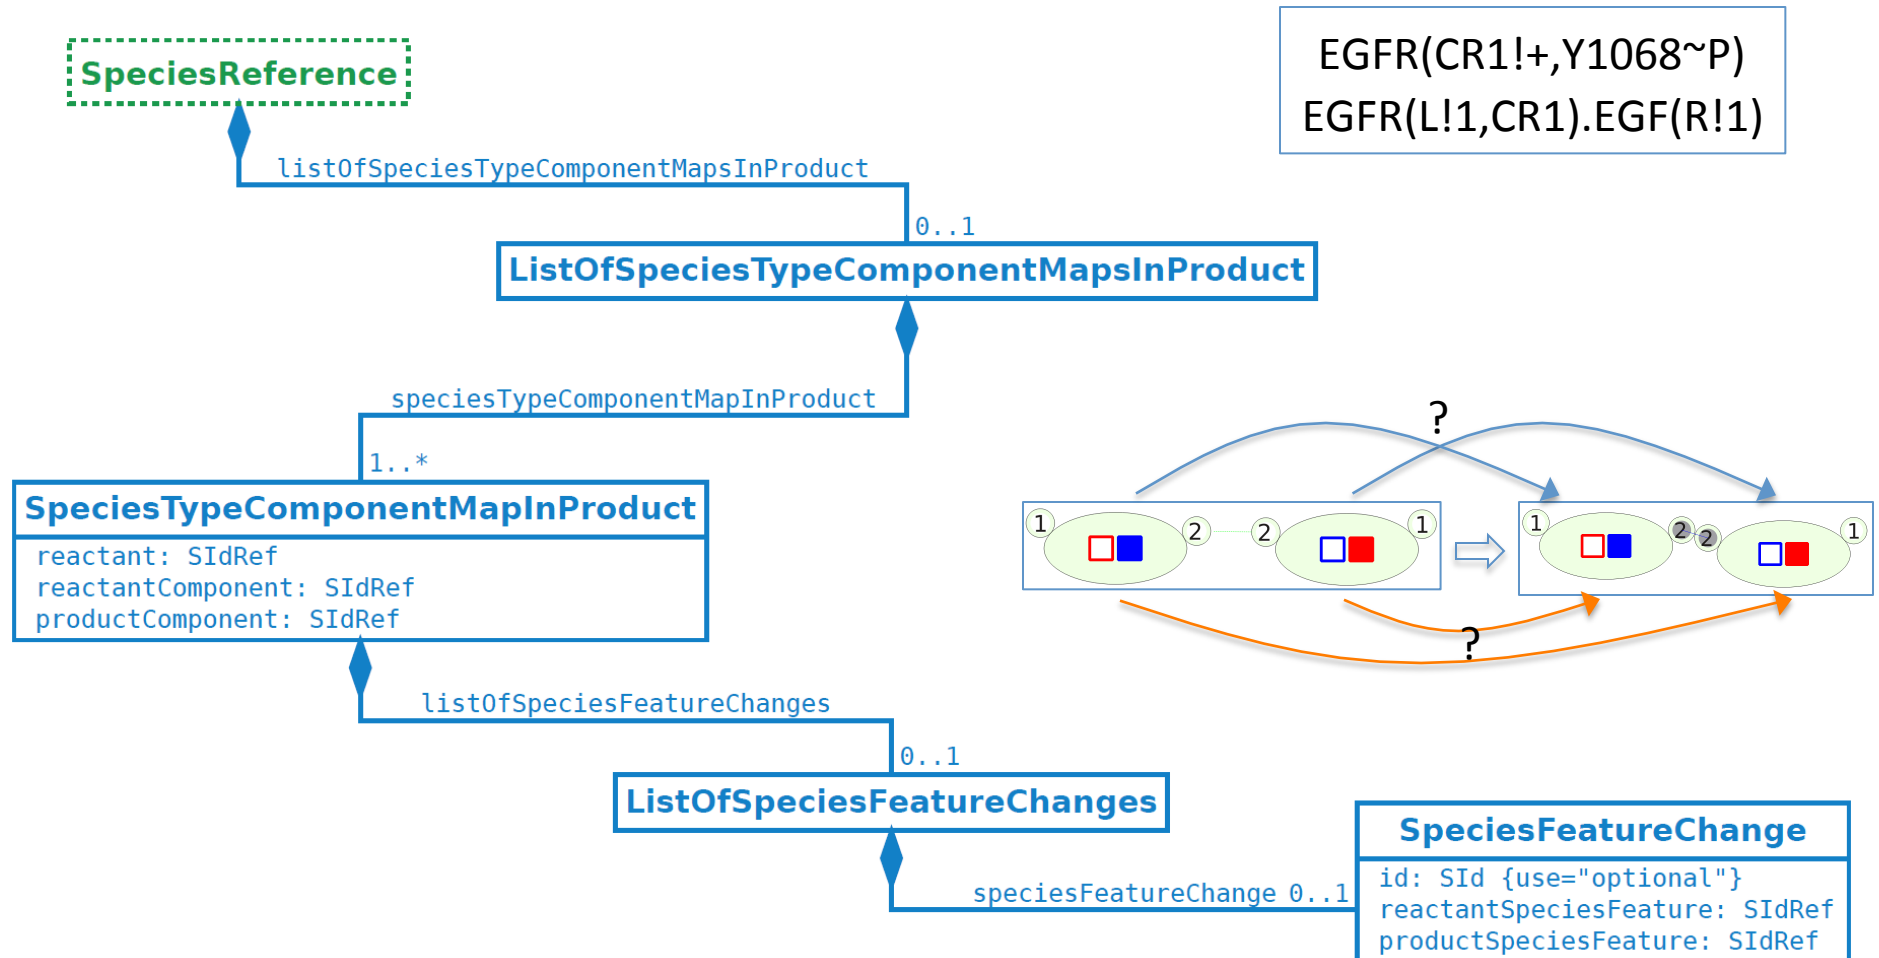 SpeciesReference
EGFR(CR1!+,Y1068~P)
EGFR(L!1,CR1).EGF(R!1)
listOfSpeciesTypeComponentMapsInProduct
0..1
ListOfSpeciesTypeComponentMapsInProduct
speciesTypeComponentMapInProduct
1..*
SpeciesTypeComponentMapInProduct
reactant: SIdRef
reactantComponent: SIdRef
productComponent: SIdRef
?
1 2 2 1
1 2 2 1
?
listOfSpeciesFeatureChanges
0..1
ListOfSpeciesFeatureChanges
speciesFeatureChange 0..1
SpeciesFeatureChange
id: SId {use="optional"}
reactantSpeciesFeature: SIdRef
productSpeciesFeature: SIdRef